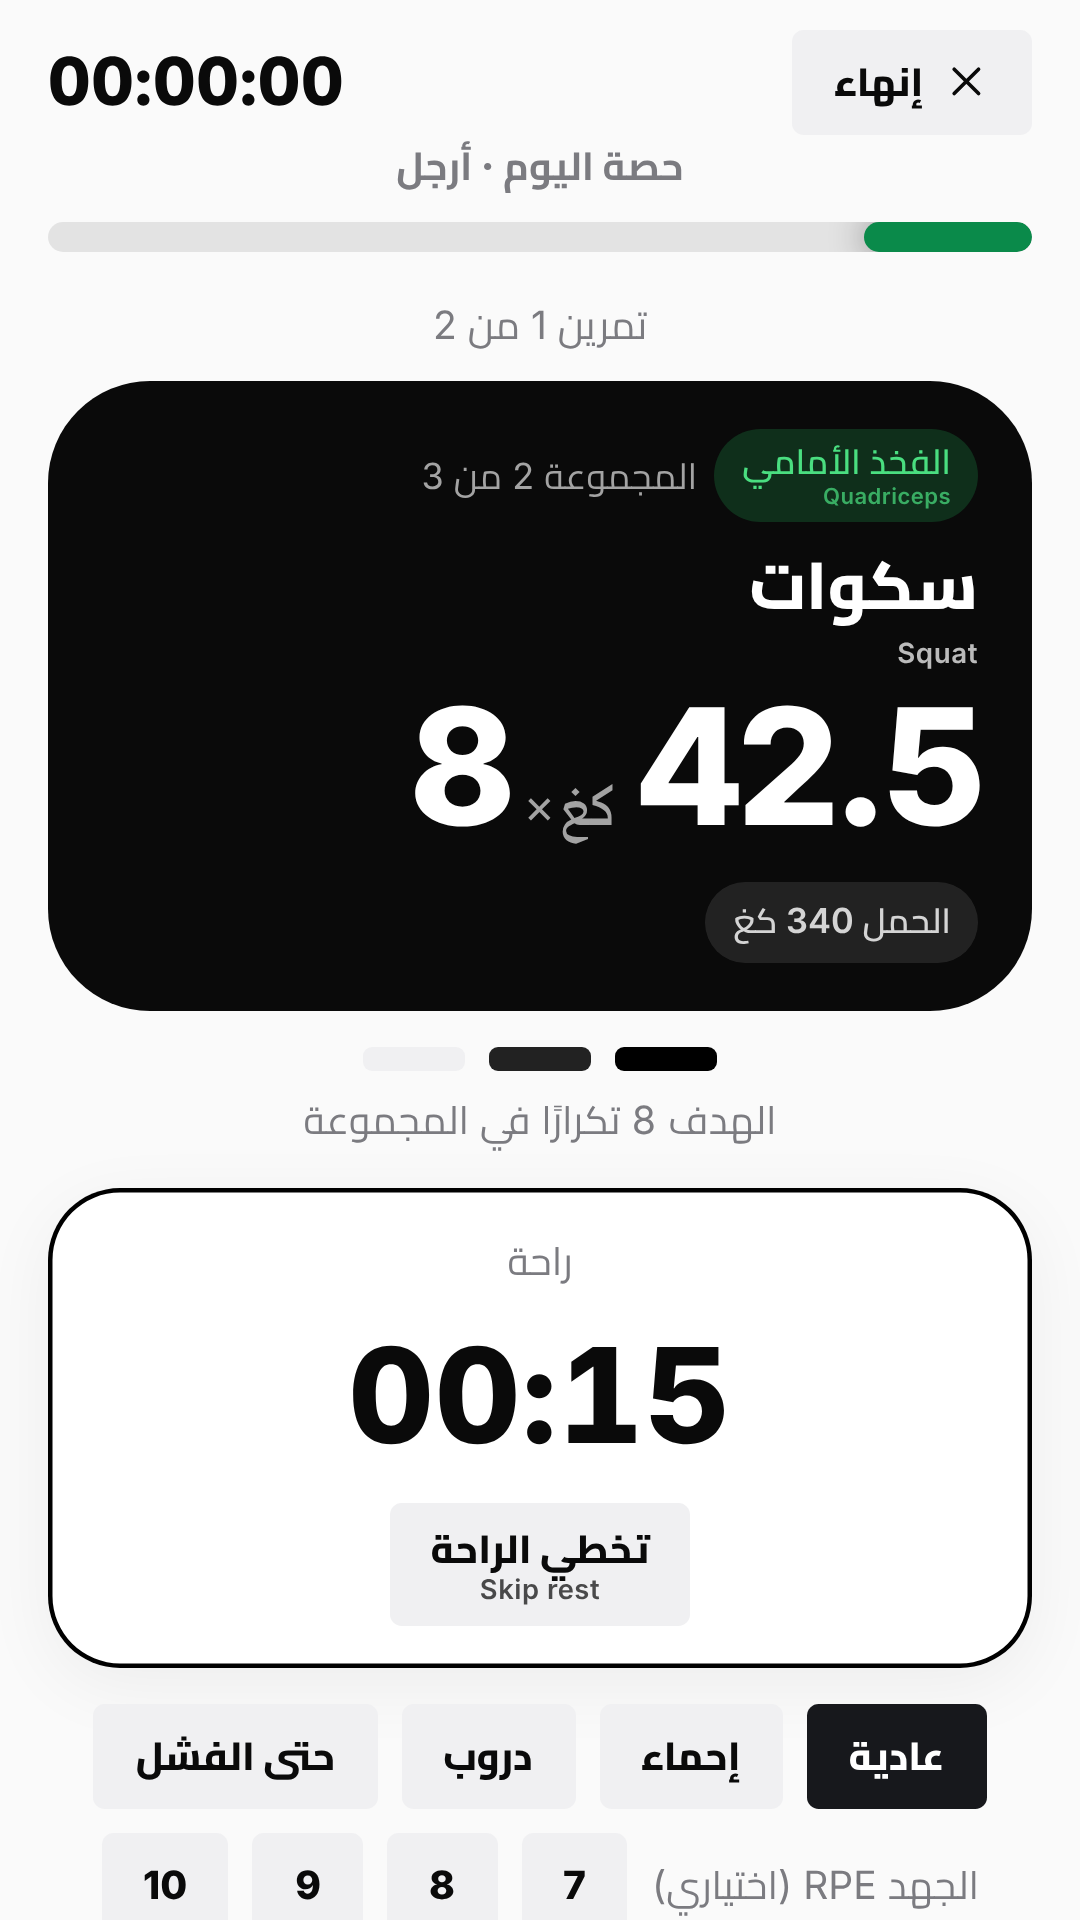 إنهاء
00:00:00
حصة اليوم · أرجل
تمرين 1 من 2
الفخذ الأمامي
Quadriceps
المجموعة 2 من 3
سكوات
Squat
42.5 كغ × 8
الحمل 340 كغ
الهدف 8 تكرارًا في المجموعة
راحة
00:15
تخطي الراحة
Skip rest
عادية إحماء دروب حتى الفشل
الجهد RPE (اختياري) 7 8 9 10